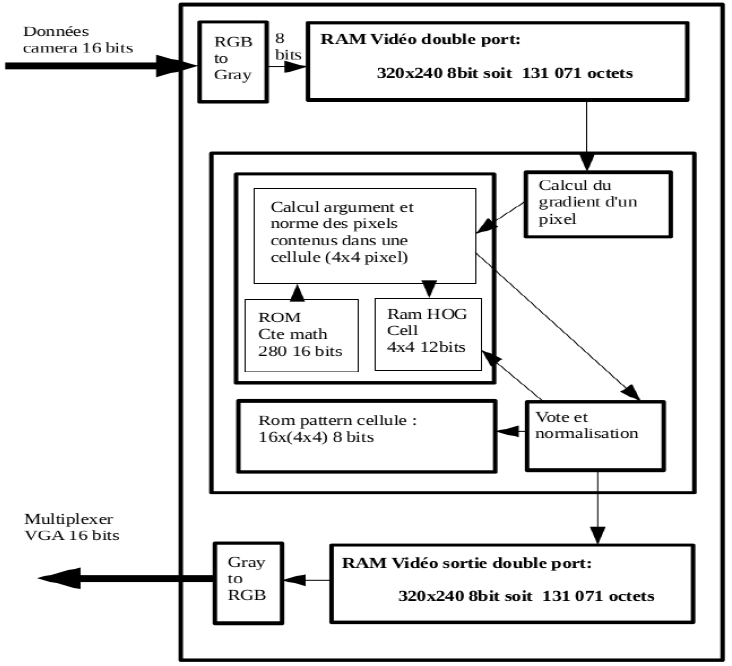 Données
camera 16 bits
RGB
to
Gray
8
bits
RAM Vidéo double port:
320x240 8bit soit 131 071 octets
Calcul du
gradient d'un
pixel
Calcul argument et
norme des pixels
contenus dans une
cellule (4x4 pixel)
ROM
Cte math
280 16 bits
Ram HOG
Cell
4x4 12bits
Rom pattern cellule :
16x(4x4) 8 bits
Vote et
normalisation
Multiplexer
VGA 16 bits
Gray
to
RGB
RAM Vidéo sortie double port:
320x240 8bit soit 131 071 octets